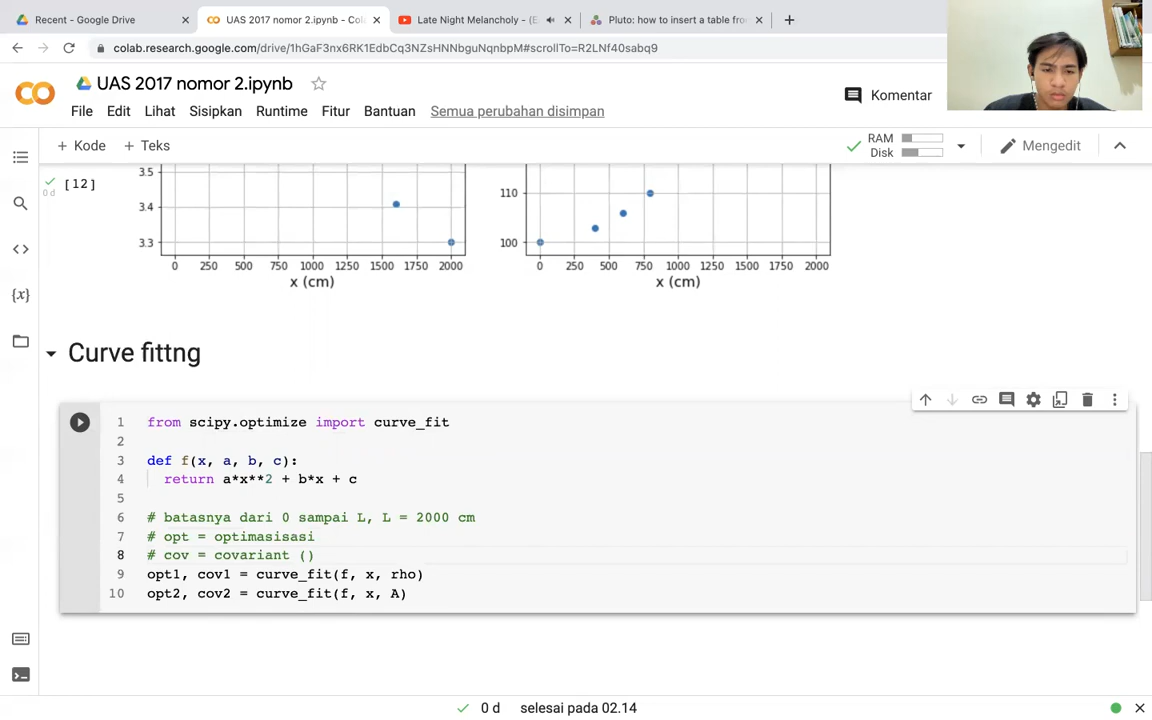 Recent - Google Drive
UAS 2017 nomor 2.ipynb - Col
Late Night Melancholy - (E
Pluto: how to insert a table fro
colab.research.google.com/drive/1hGaF3nx6RK1EdbCq3NZsHNNbguNqnbpM#scrollTo=R2LNf40sabq9
UAS 2017 nomor 2.ipynb
File Edit Lihat Sisipkan Runtime Fitur Bantuan Semua perubahan disimpan
Komentar
+ Kode + Teks
RAM
Disk
Mengedit
[12]
0 d
3.5
3.4
3.3
0 250 500 750 1000 1250 1500 1750 2000
x (cm)
110
100
0 250 500 750 1000 1250 1500 1750 2000
x (cm)
Curve fittng
1 from scipy.optimize import curve_fit
2
3 def f(x, a, b, c):
4 return a*x**2 + b*x + c
5
6 # batasnya dari 0 sampai L, L = 2000 cm
7 # opt = optimasisasi
8 # cov = covariant ()
9 opt1, cov1 = curve_fit(f, x, rho)
10 opt2, cov2 = curve_fit(f, x, A)
0 d selesai pada 02.14